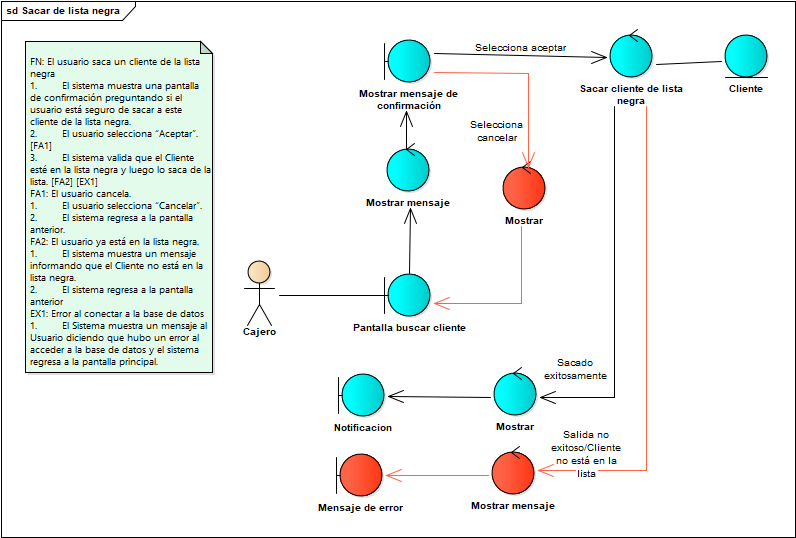 sd Sacar de lista negra
FN: El usuario saca un cliente de la lista
negra
1. El sistema muestra una pantalla
de confirmación preguntando si el
usuario está seguro de sacar a este
cliente de la lista negra.
2. El usuario selecciona “Aceptar”.
[FA1]
3. El sistema valida que el Cliente
esté en la lista negra y luego lo saca de la
lista. [FA2] [EX1]
FA1: El usuario cancela.
1. El usuario selecciona “Cancelar”.
2. El sistema regresa a la pantalla
anterior.
FA2: El usuario ya está en la lista negra.
1. El sistema muestra un mensaje
informando que el Cliente no está en la
lista negra.
2. El sistema regresa a la pantalla
anterior
EX1: Error al conectar a la base de datos
1. El Sistema muestra un mensaje al
Usuario diciendo que hubo un error al
acceder a la base de datos y el sistema
regresa a la pantalla principal.
Selecciona aceptar
Mostrar mensaje de
confirmación
Sacar cliente de lista
negra
Cliente
Selecciona
cancelar
Mostrar mensaje
Mostrar
Cajero
Pantalla buscar cliente
Sacado
exitosamente
Notificacion
Mostrar
Salida no
exitoso/Cliente
no está en la
lista
Mensaje de error
Mostrar mensaje